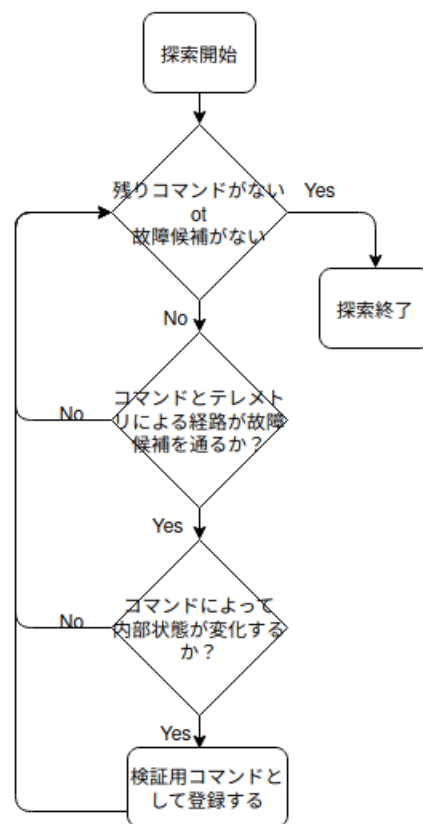 探索開始
残りコマンドがない
ot
故障候補がない
Yes
探索終了
No
コマンドとテレメト
リによる経路が故障
候補を通るか？
No
Yes
コマンドによって
内部状態が変化する
か？
No
Yes
検証用コマンドと
して登録する